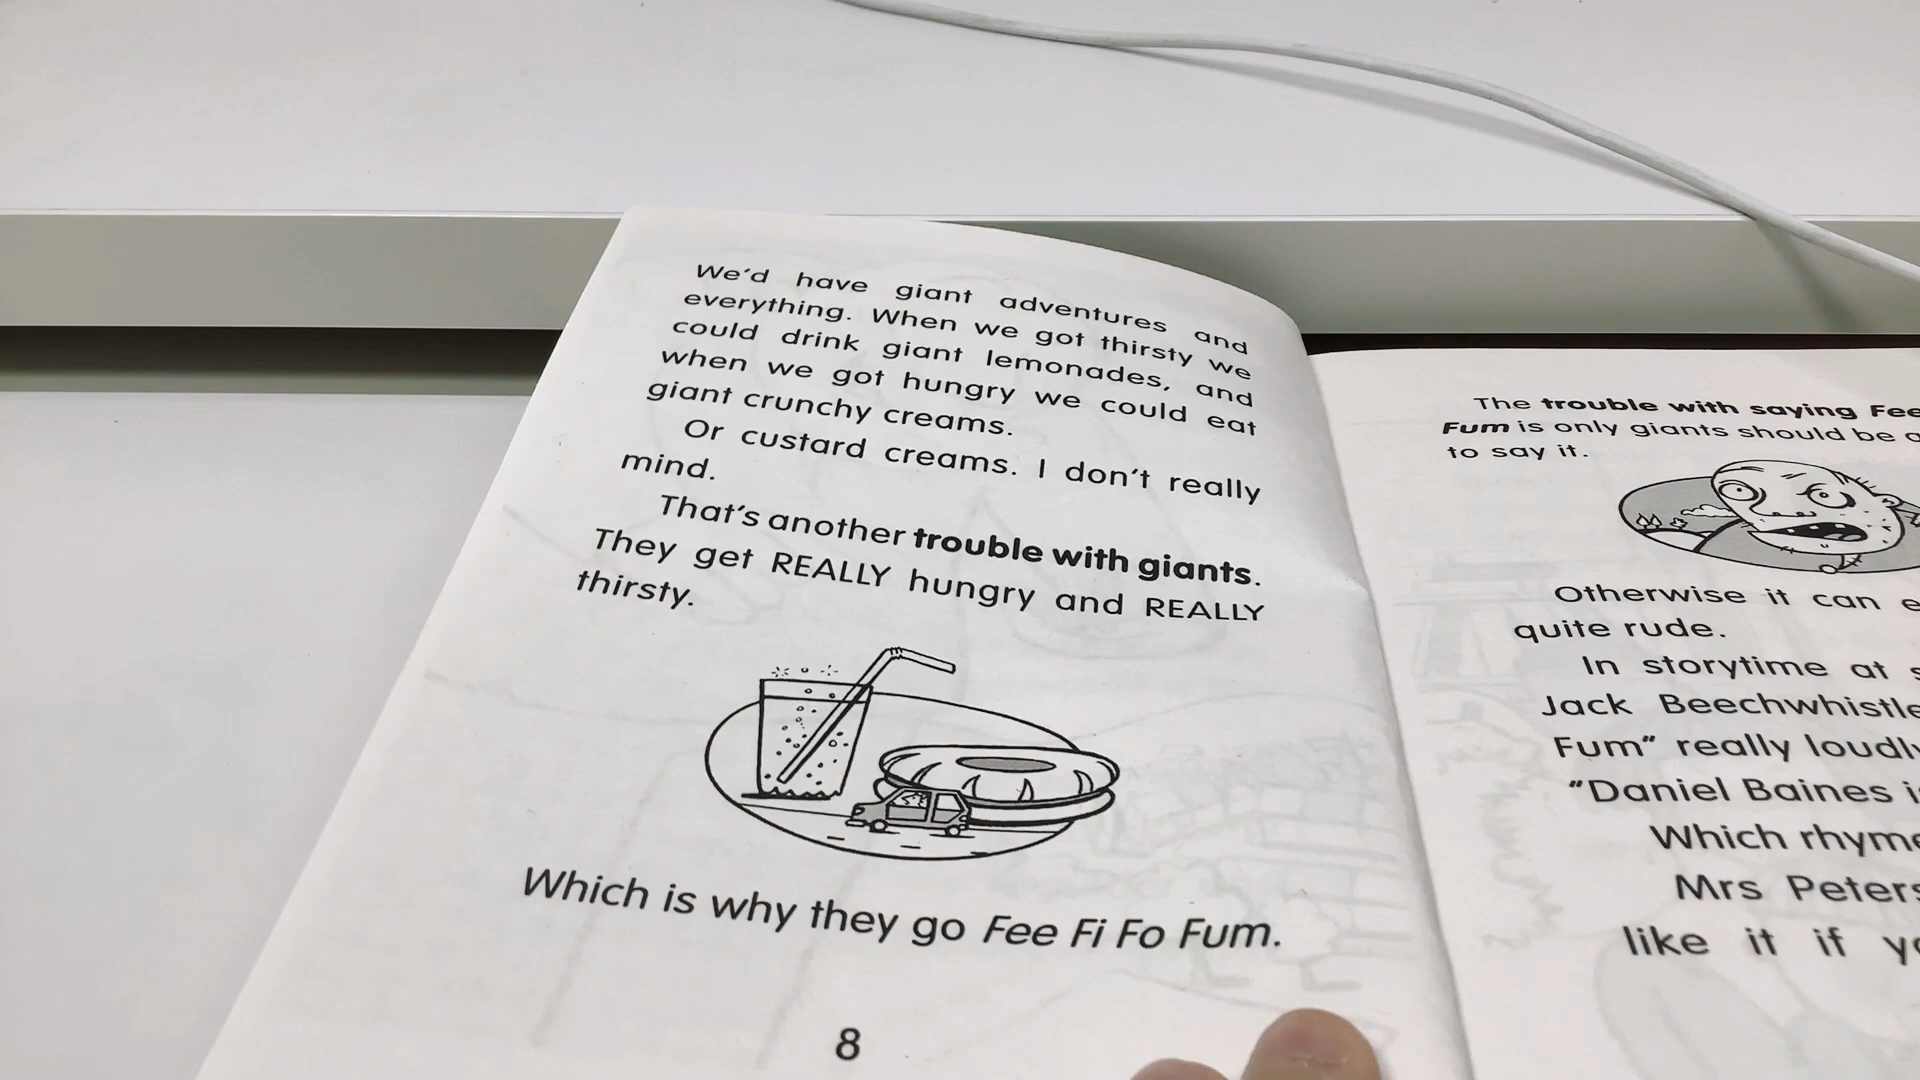 We'd have giant adventures and
everything. When we got thirsty we
could drink giant lemonades, and
when we got hungry we could eat
giant crunchy creams.
Or custard creams. I don't really
mind.
That's another trouble with giants.
They get REALLY hungry and REALLY
thirsty.
Which is why they go Fee Fi Fo Fum.
8
The trouble with saying Fee
Fum is only giants should be
to say it.
Otherwise it can
quite rude.
In storytime at
Jack Beechwhistle
Fum" really loudly
"Daniel Baines
Which
Mrs
like it if